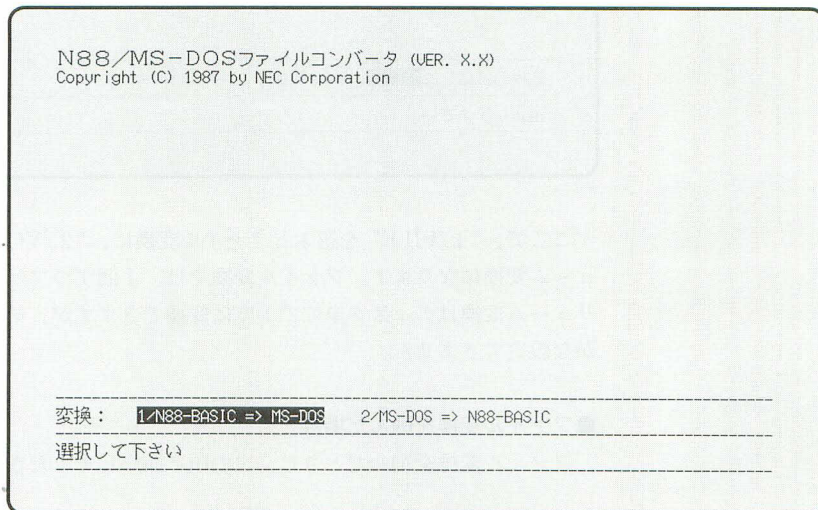 N88/MS-DOSファイルコンバータ (VER. X.X)
Copyright (C) 1987 by NEC Corporation
変換： 1/N88-BASIC => MS-DOS 2/MS-DOS => N88-BASIC
選択して下さい